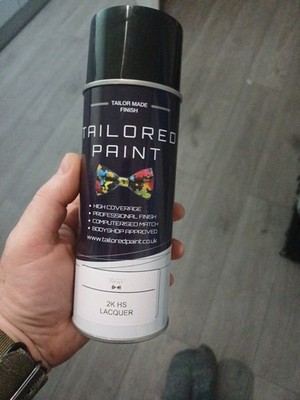 TAILOR MADE
FINISH
TAILORED
PAINT
• HIGH COVERAGE
• PROFESSIONAL FINISH
• COMPUTERISED MATCH
• BODYSHOP APPROVED
www.tailoredpaint.co.uk
2K HS
LACQUER